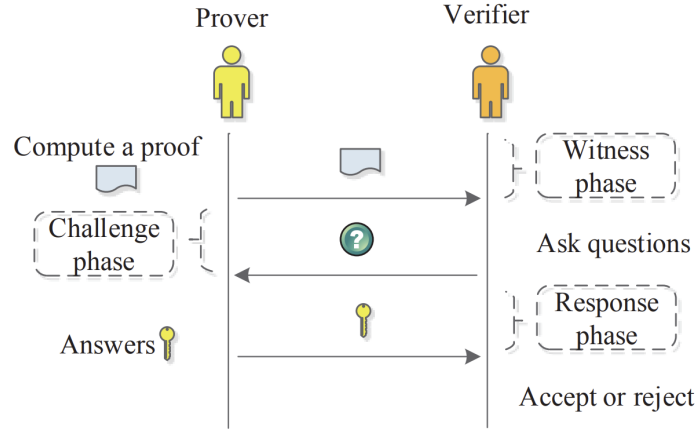 Prover
Verifier
Compute a proof
Witness
phase
Challenge
phase
?
Ask questions
Response
phase
Answers
Accept or reject